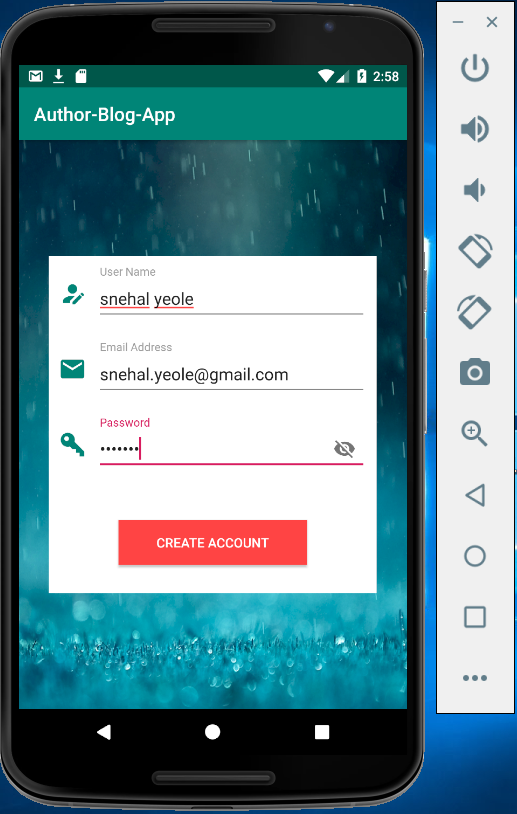 2:58
Author-Blog-App
User Name
snehal yeole
Email Address
snehal.yeole@gmail.com
Password
•••••••
CREATE ACCOUNT